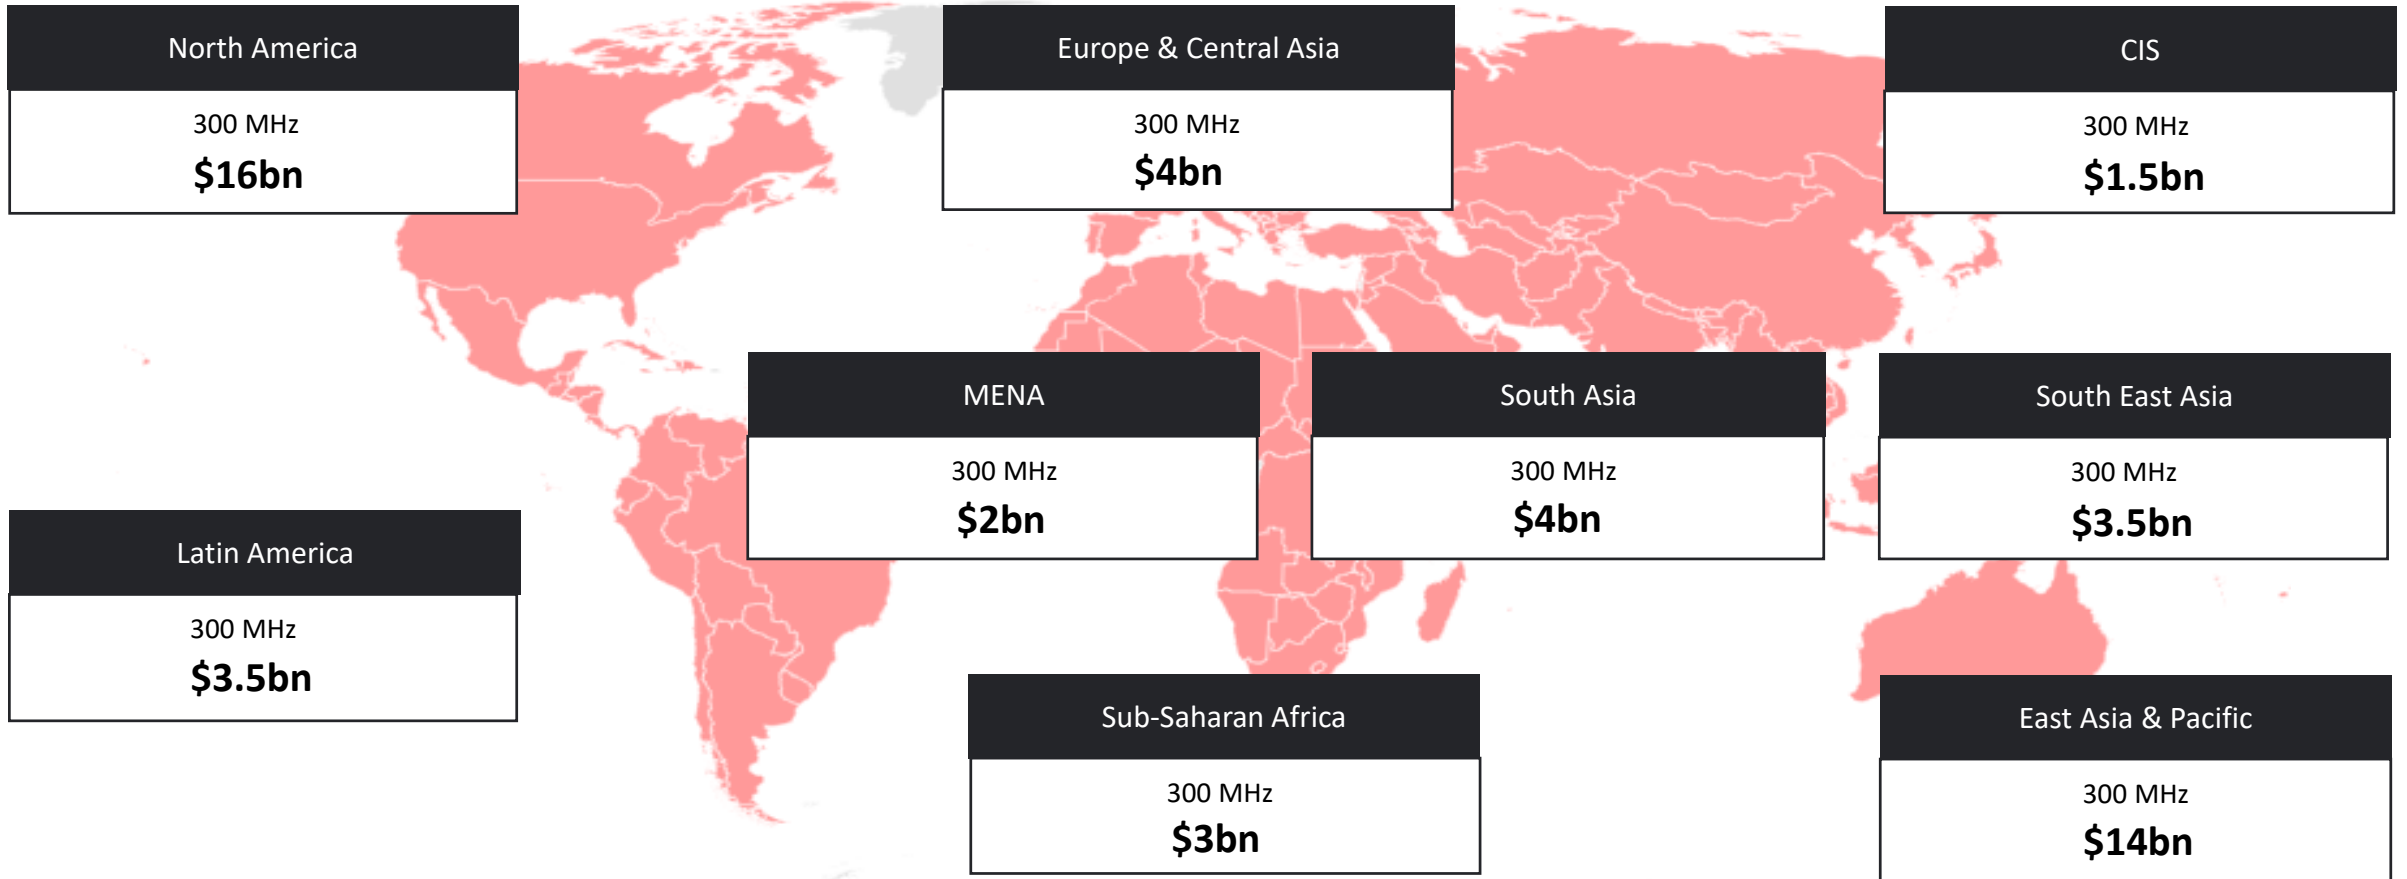 North America
300 MHz
$16bn
Europe & Central Asia
300 MHz
$4bn
CIS
300 MHz
$1.5bn
MENA
300 MHz
$2bn
South Asia
300 MHz
$4bn
South East Asia
300 MHz
$3.5bn
Latin America
300 MHz
$3.5bn
Sub-Saharan Africa
300 MHz
$3bn
East Asia & Pacific
300 MHz
$14bn